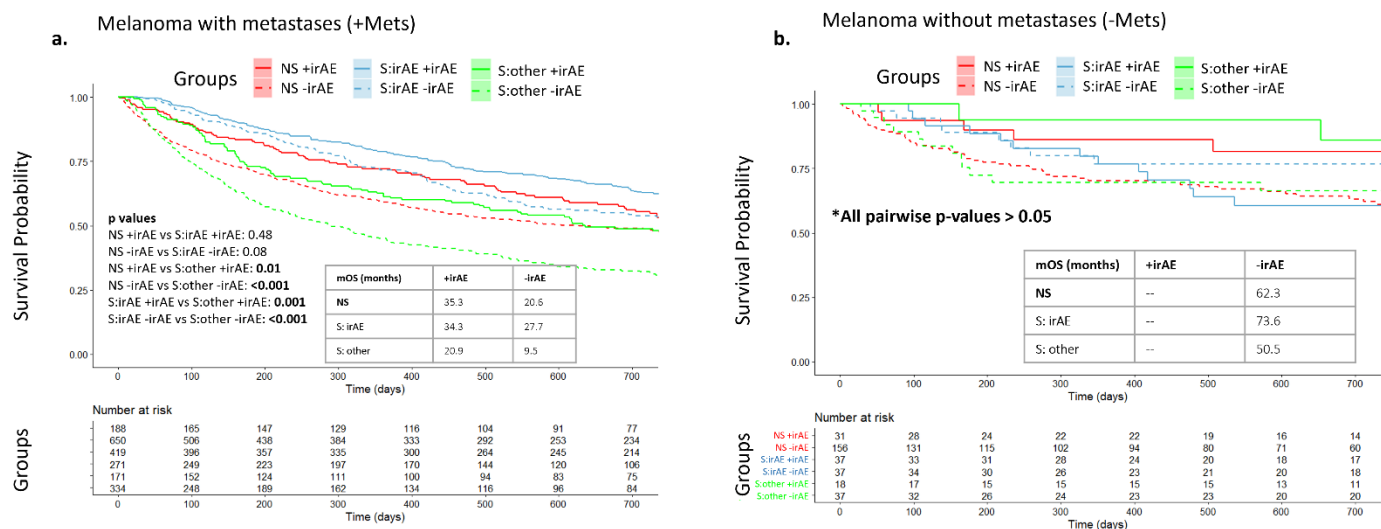 Melanoma with metastases (+Mets)
a.
Groups
NS +irAE
S:irAE +irAE
S:other +irAE
NS -irAE
S:irAE -irAE
S:other -irAE
Survival Probability
1.00
0.75
0.50
0.25
0.00
p values
NS +irAE vs S:irAE +irAE: 0.48
NS -irAE vs S:irAE -irAE: 0.08
NS +irAE vs S:other +irAE: 0.01
NS -irAE vs S:other -irAE: <0.001
S:irAE +irAE vs S:other +irAE: 0.001
S:irAE -irAE vs S:other -irAE: <0.001
mOS (months) +irAE -irAE
NS 35.3 20.6
S: irAE 34.3 27.7
S: other 20.9 9.5
0 100 200 300 400 500 600 700
Time (days)
Number at risk
Groups
188 165 147 129 116 104 91 77
650 506 438 384 333 292 253 234
419 396 357 335 300 264 245 214
271 249 223 197 170 144 120 106
171 152 124 111 100 94 83 75
334 248 189 162 134 116 96 84
0 100 200 300 400 500 600 700
Time (days)
Melanoma without metastases (-Mets)
b.
Groups
NS +irAE
S:irAE +irAE
S:other +irAE
NS -irAE
S:irAE -irAE
S:other -irAE
Survival Probability
1.00
0.75
0.50
0.25
0.00
*All pairwise p-values > 0.05
mOS (months) +irAE -irAE
NS -- 62.3
S: irAE -- 73.6
S: other -- 50.5
0 100 200 300 400 500 600 700
Time (days)
Number at risk
Groups
NS +irAE 31 28 24 22 22 19 16 14
NS -irAE 156 131 115 102 94 80 71 60
S:irAE +irAE 37 33 31 28 24 20 18 17
S:irAE -irAE 37 34 30 26 23 21 20 18
S:other +irAE 18 17 15 15 15 15 13 11
S:other -irAE 37 32 26 24 23 23 20 20
0 100 200 300 400 500 600 700
Time (days)